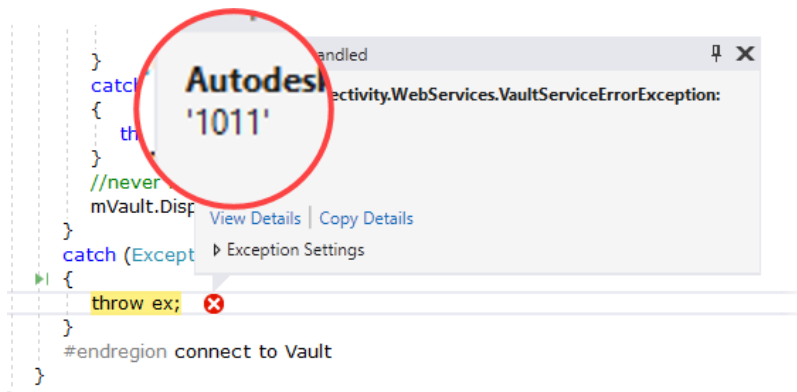 }
andled
catch
Autodesk
ectivity.WebServices.VaultServiceErrorException:
{
'1011'
th
}
//never
mVault.Disp
View Details | Copy Details
}
Exception Settings
catch (Except
{
throw ex;
}
#endregion connect to Vault
}